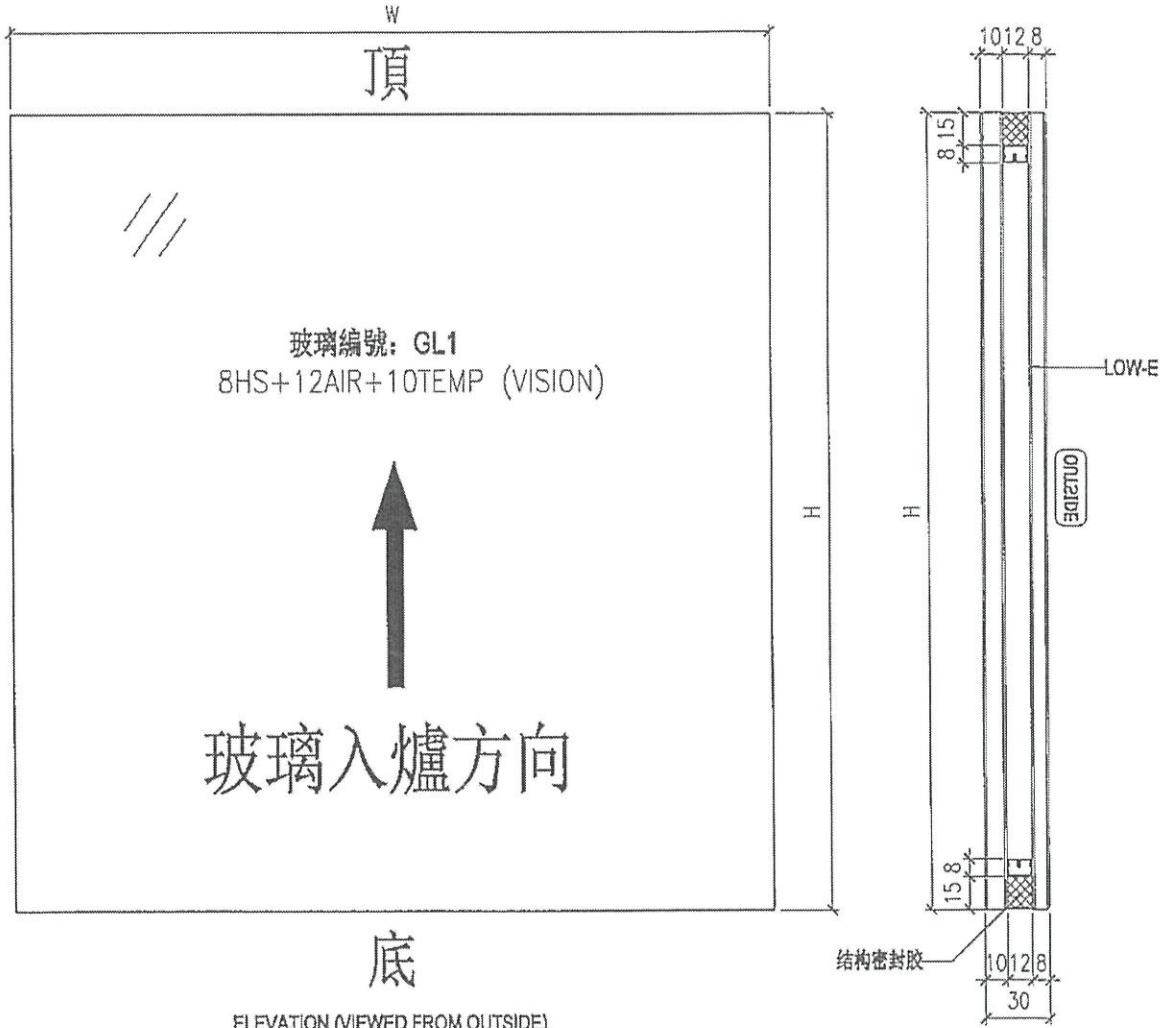 W
頂
玻璃編號: GL1
8HS+12AIR+10TEMP (VISION)
玻璃入爐方向
底
ELEVATION (VIEWED FROM OUTSIDE)
H
10 12 8
15
8
H
LOW-E
OUTSIDE
8
15
结构密封胶
10 12 8
30